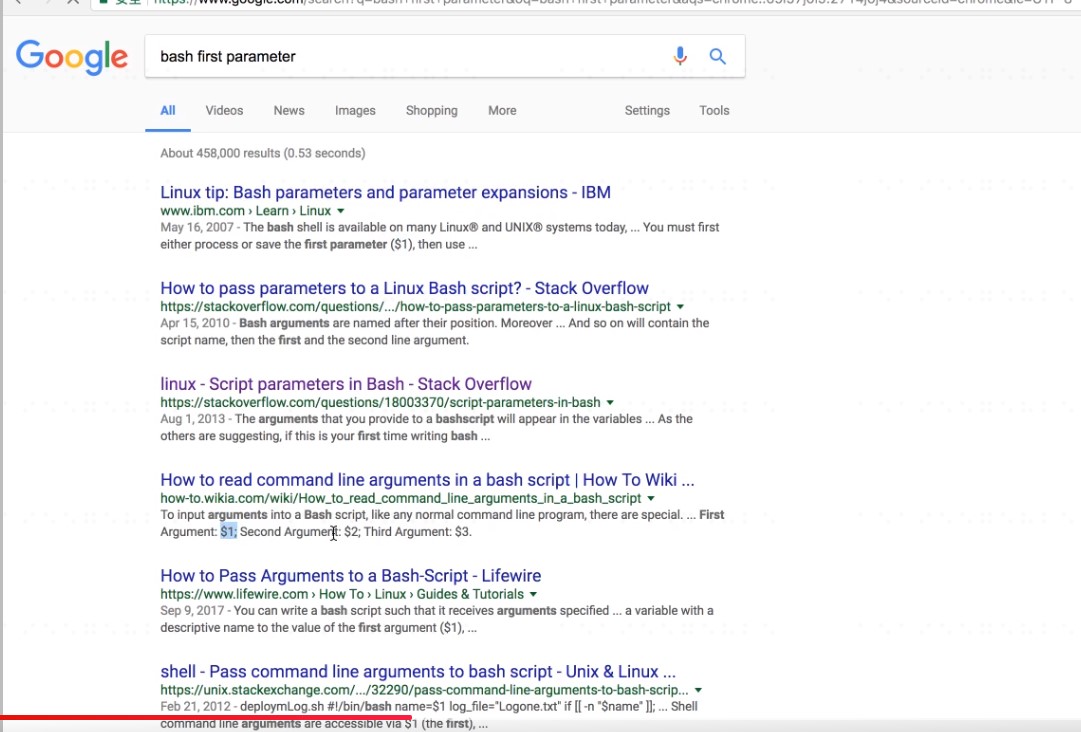 Google
bash first parameter
All Videos News Images Shopping More Settings Tools
About 458,000 results (0.53 seconds)
Linux tip: Bash parameters and parameter expansions - IBM
www.ibm.com › Learn › Linux
May 16, 2007 - The bash shell is available on many Linux® and UNIX® systems today, ... You must first
either process or save the first parameter ($1), then use ...
How to pass parameters to a Linux Bash script? - Stack Overflow
https://stackoverflow.com/questions/.../how-to-pass-parameters-to-a-linux-bash-script
Apr 15, 2010 - Bash arguments are named after their position. Moreover ... And so on will contain the
script name, then the first and the second line argument.
linux - Script parameters in Bash - Stack Overflow
https://stackoverflow.com/questions/18003370/script-parameters-in-bash
Aug 1, 2013 - The arguments that you provide to a bashscript will appear in the variables ... As the
others are suggesting, if this is your first time writing bash ...
How to read command line arguments in a bash script | How To Wiki ...
how-to.wikia.com/wiki/How_to_read_command_line_arguments_in_a_bash_script
To input arguments into a Bash script, like any normal command line program, there are special. ... First
Argument: $1; Second Argument: $2; Third Argument: $3.
How to Pass Arguments to a Bash-Script - Lifewire
https://www.lifewire.com › How To › Linux › Guides & Tutorials
Sep 9, 2017 - You can write a bash script such that it receives arguments specified ... a variable with a
descriptive name to the value of the first argument ($1), ...
shell - Pass command line arguments to bash script - Unix & Linux ...
https://unix.stackexchange.com/.../32290/pass-command-line-arguments-to-bash-scrip...
Feb 21, 2012 - deploymLog.sh #!/bin/bash name=$1 log_file="Logone.txt" if [[ -n "$name" ]]; ... Shell
command line arguments are accessible via $1 (the first), ...